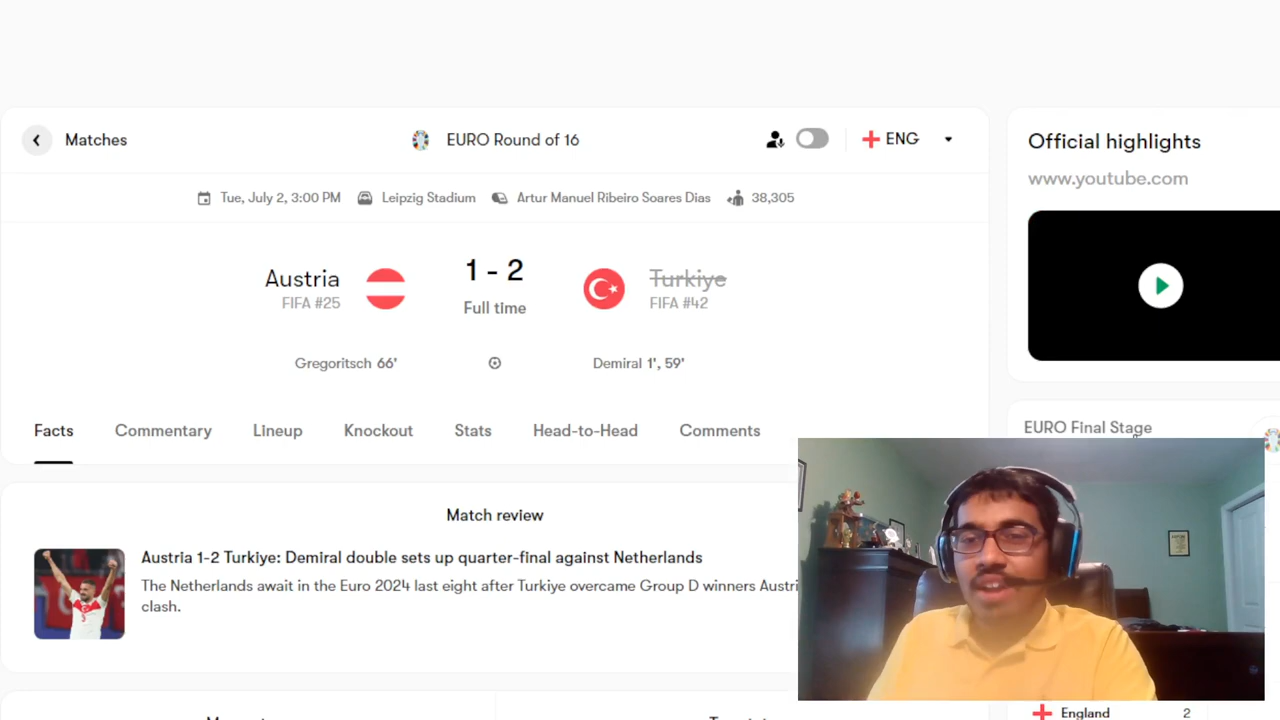 Matches
EURO Round of 16
ENG
Tue, July 2, 3:00 PM
Leipzig Stadium
Artur Manuel Ribeiro Soares Dias
38,305
Austria
FIFA #25
1 - 2
Full time
Turkiye
FIFA #42
Gregoritsch 66'
Demiral 1', 59'
Facts
Commentary
Lineup
Knockout
Stats
Head-to-Head
Comments
Match review
Austria 1-2 Turkiye: Demiral double sets up quarter-final against Netherlands
The Netherlands await in the Euro 2024 last eight after Turkiye overcame Group D winners Austri
clash.
Official highlights
www.youtube.com
EURO Final Stage
England 2